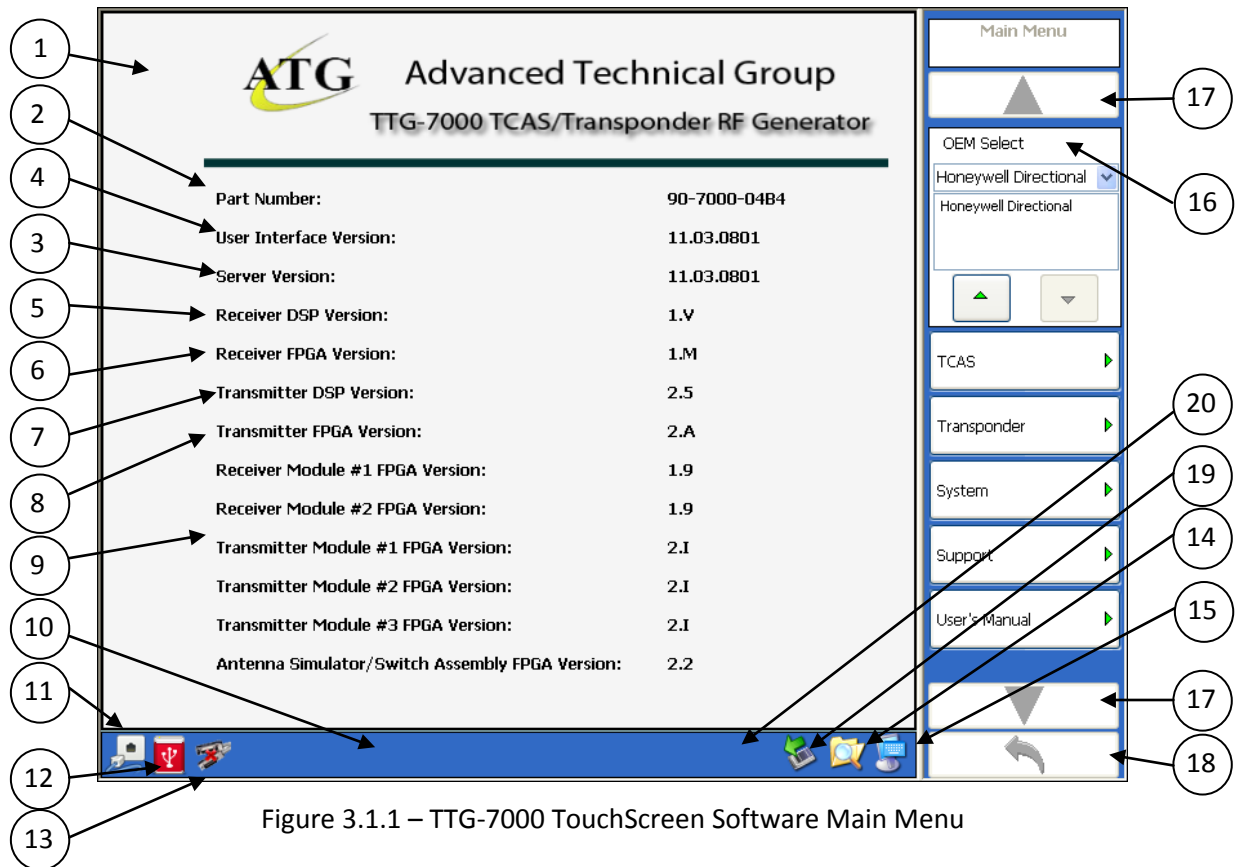 1
2
4
3
5
6
7
8
9
10
11
12
13
ATG
Advanced Technical Group
TTG-7000 TCAS/Transponder RF Generator
Part Number: 90-7000-04B4
User Interface Version: 11.03.0801
Server Version: 11.03.0801
Receiver DSP Version: 1.V
Receiver FPGA Version: 1.M
Transmitter DSP Version: 2.5
Transmitter FPGA Version: 2.A
Receiver Module #1 FPGA Version: 1.9
Receiver Module #2 FPGA Version: 1.9
Transmitter Module #1 FPGA Version: 2.I
Transmitter Module #2 FPGA Version: 2.I
Transmitter Module #3 FPGA Version: 2.I
Antenna Simulator/Switch Assembly FPGA Version: 2.2
Main Menu
OEM Select
Honeywell Directional
Honeywell Directional
TCAS
Transponder
System
Support
User's Manual
17
16
20
19
14
15
17
18
Figure 3.1.1 – TTG-7000 TouchScreen Software Main Menu